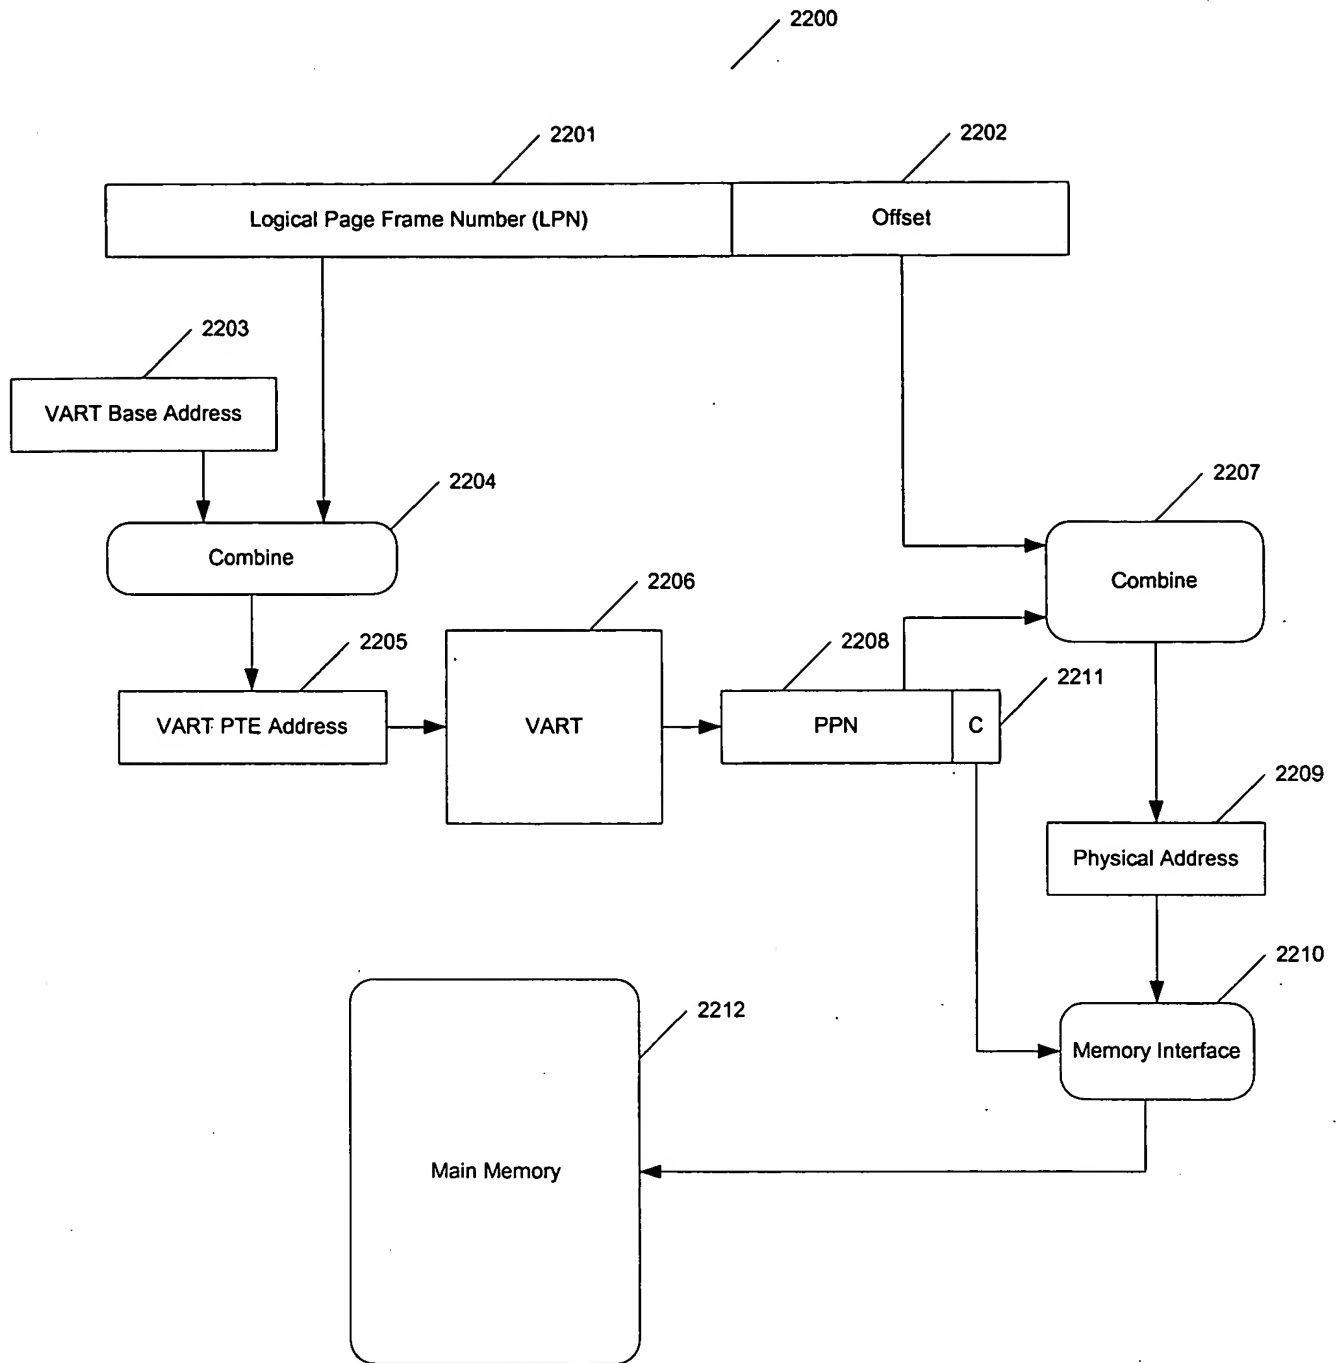 2200
2201
2202
Logical Page Frame Number (LPN)
Offset
2203
VART Base Address
2204
2207
Combine
Combine
2206
2205
2208
2211
VART PTE Address
VART
PPN
C
2209
Physical Address
2210
2212
Memory Interface
Main Memory